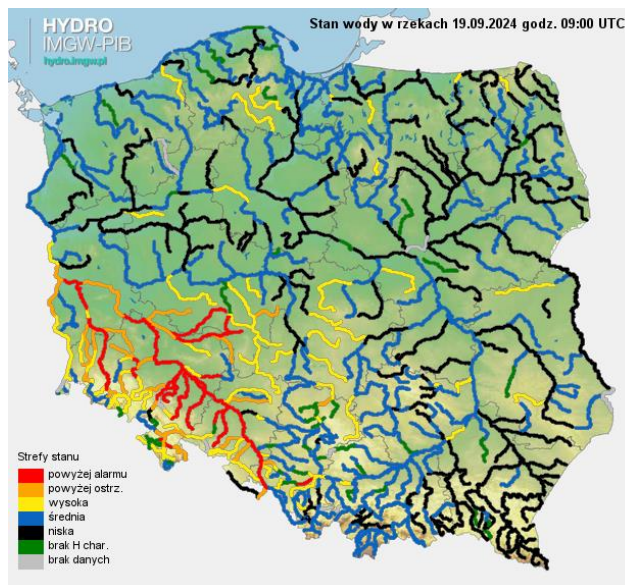 Stan wody w rzekach 19.09.2024 godz. 09:00 UTC
HYDRO
IMGW-PIB
hydro.imgw.pl
Strefy stanu
powyżej alarmu
powyżej ostrz.
wysoka
średnia
niska
brak H char.
brak danych